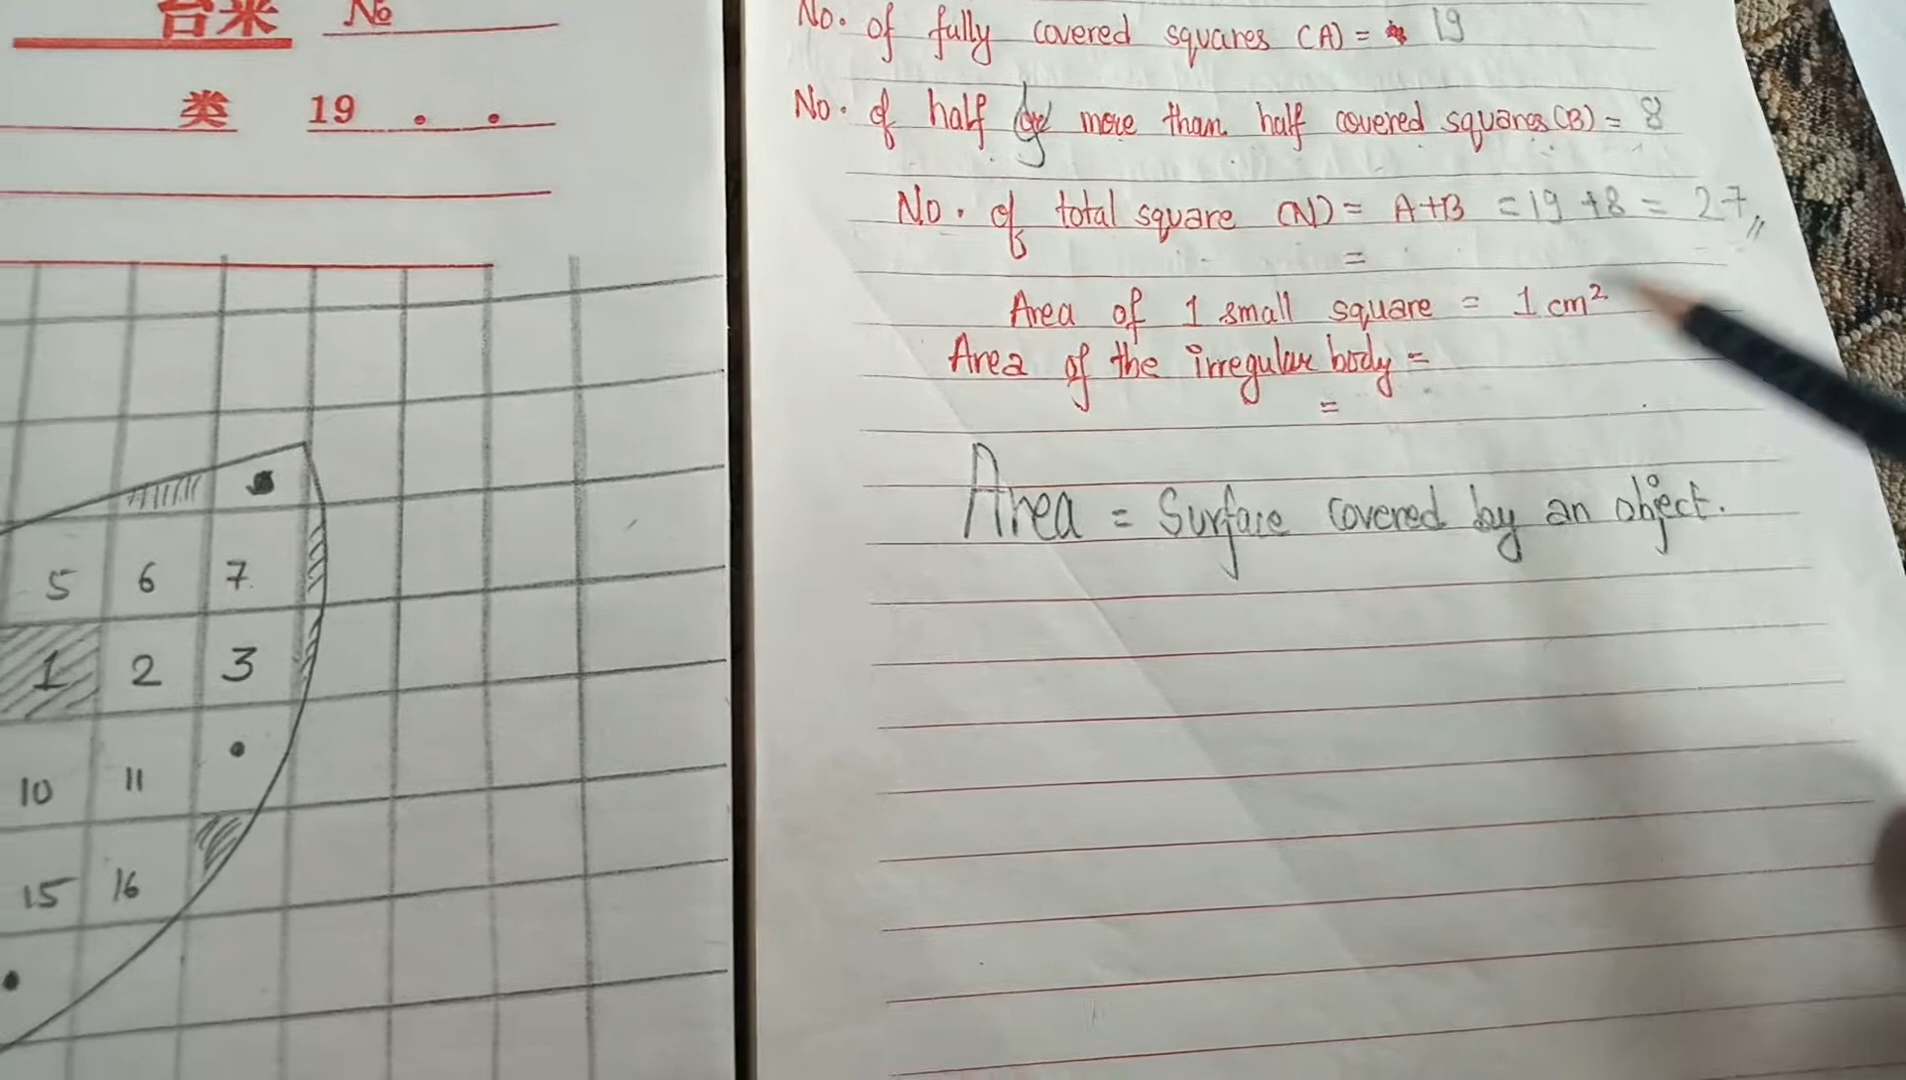 台米 №
类 19 . .
5 6 7
1 2 3
10 11
15 16
No. of fully covered squares (A) = 19
No. of half more than half covered squares (B) = 8
No. of total square (N) = A+B = 19 + 8 = 27
=
Area of 1 small square = 1 cm²
Area of the irregular body =
=
Area = Surface covered by an object.